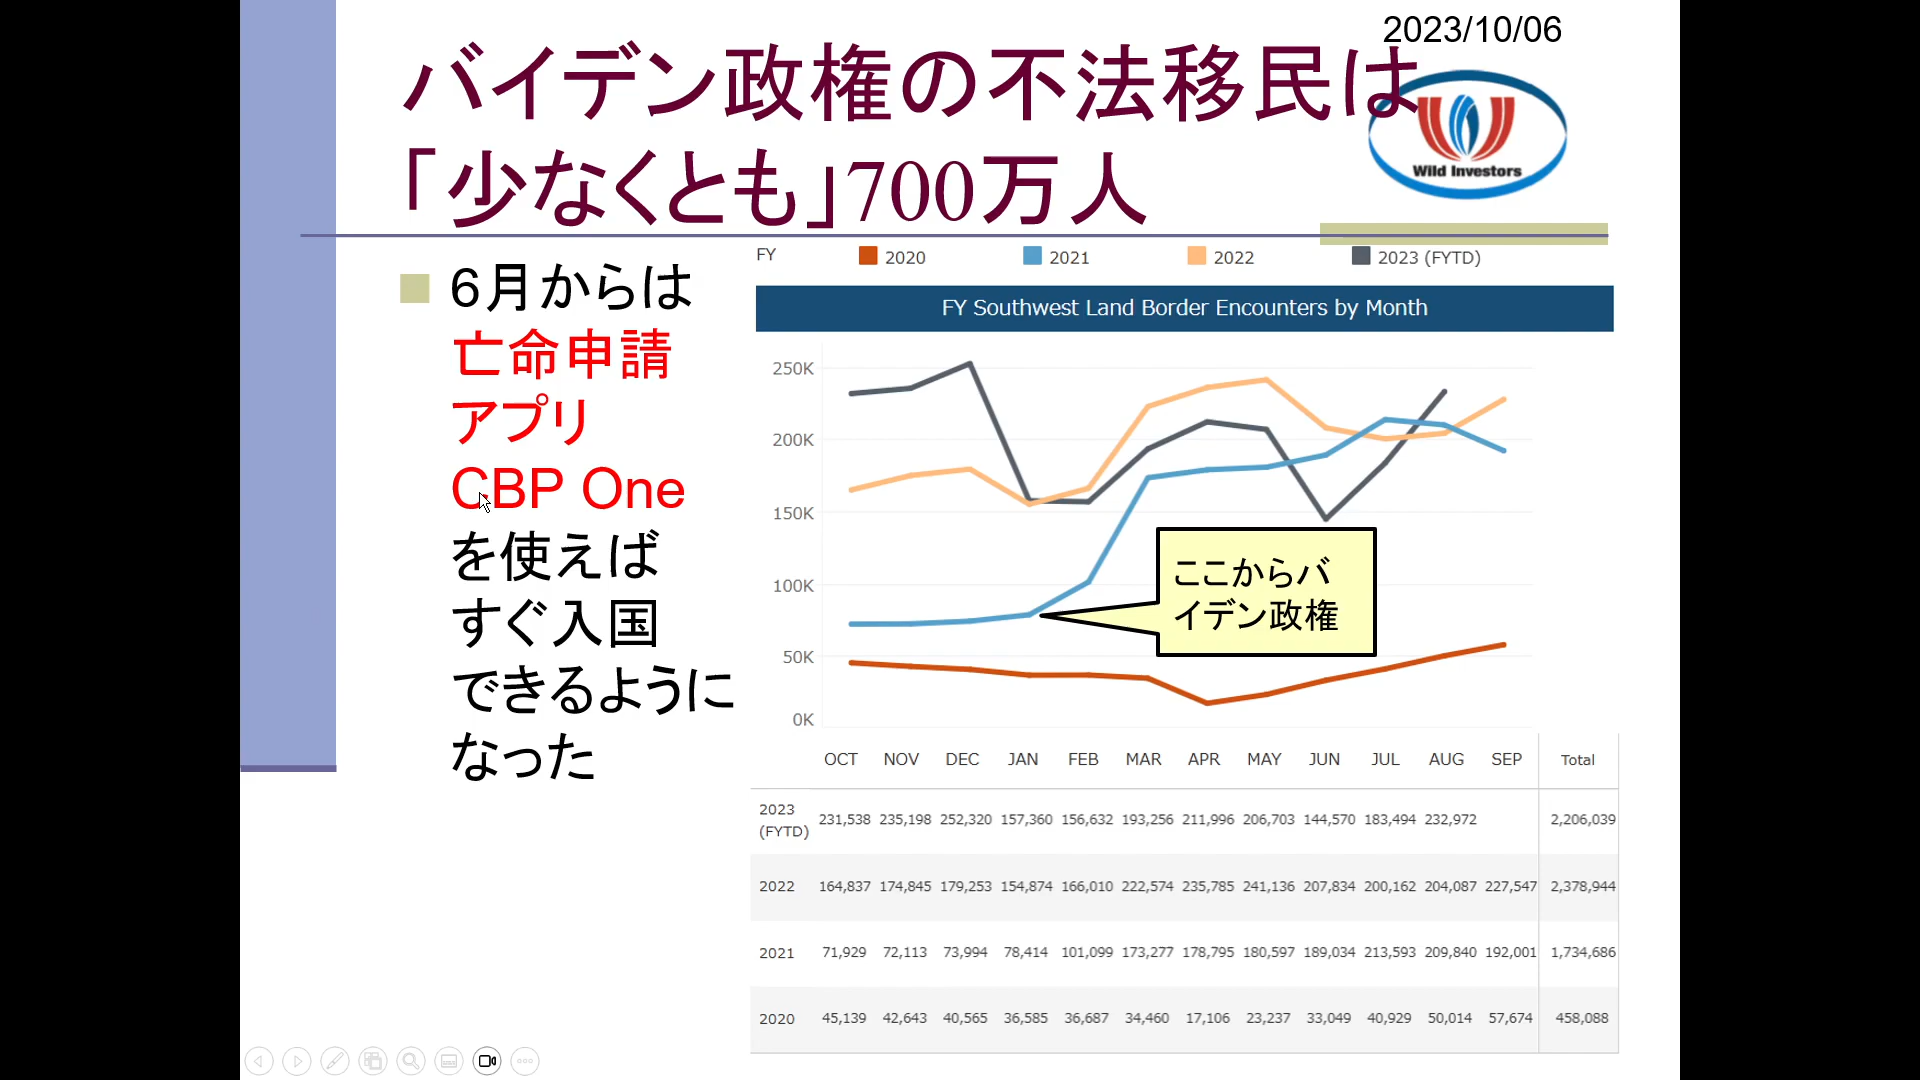 2023/10/06
バイデン政権の不法移民は
「少なくとも」700万人
Wild Investors
6月からは
亡命申請
アプリ
CBP One
を使えば
すぐ入国
できるように
なった
FY 2020 2021 2022 2023 (FYTD)
FY Southwest Land Border Encounters by Month
250K
200K
150K
100K
50K
0K
ここからバ
イデン政権
OCT NOV DEC JAN FEB MAR APR MAY JUN JUL AUG SEP Total
2023
(FYTD) 231,538 235,198 252,320 157,360 156,632 193,256 211,996 206,703 144,570 183,494 232,972 2,206,039
2022 164,837 174,845 179,253 154,874 166,010 222,574 235,785 241,136 207,834 200,162 204,087 227,547 2,378,944
2021 71,929 72,113 73,994 78,414 101,099 173,277 178,795 180,597 189,034 213,593 209,840 192,001 1,734,686
2020 45,139 42,643 40,565 36,585 36,687 34,460 17,106 23,237 33,049 40,929 50,014 57,674 458,088